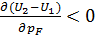 ∂(U₂ − U₁)/∂p_F < 0